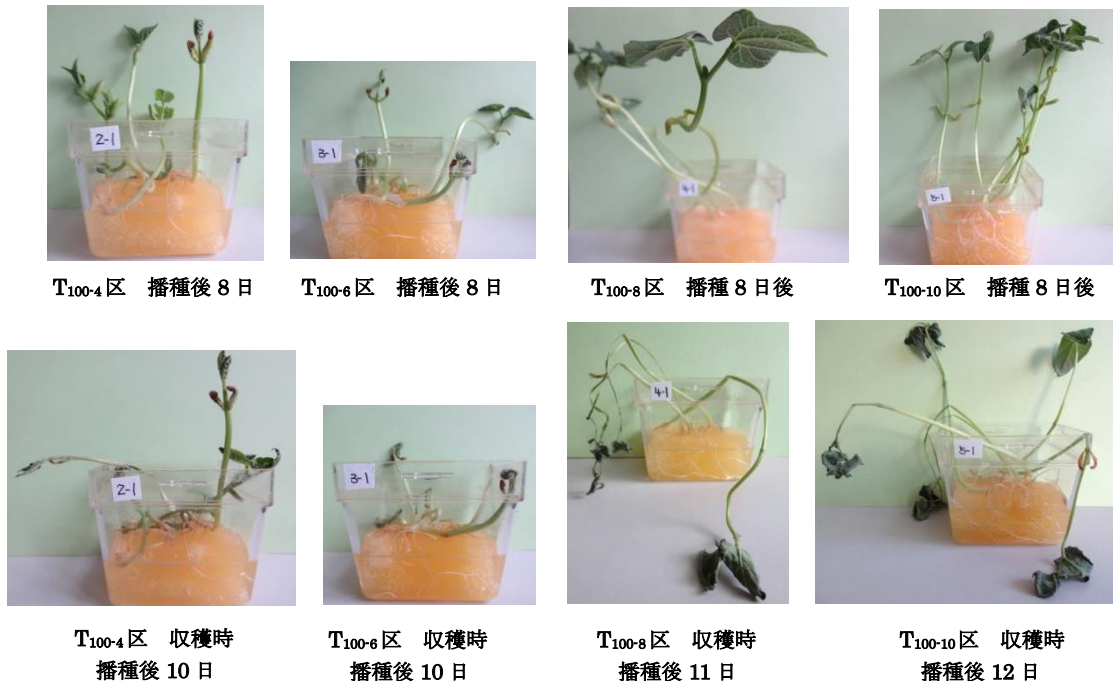 2-1
3-1
4-1
5-1
T100-4区　播種後 8 日
T100-6区　播種後 8 日
T100-8区　播種 8 日後
T100-10区　播種 8 日後
2-1
3-1
4-1
5-1
T100-4区　収穫時
播種後 10 日
T100-6区　収穫時
播種後 10 日
T100-8区　収穫時
播種後 11 日
T100-10区　収穫時
播種後 12 日